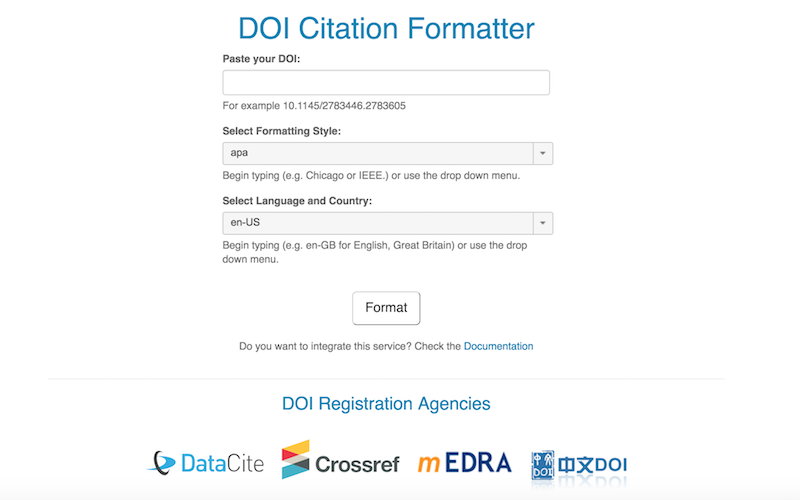 DOI Citation Formatter
Paste your DOI:
For example 10.1145/2783446.2783605
Select Formatting Style:
apa
Begin typing (e.g. Chicago or IEEE.) or use the drop down menu.
Select Language and Country:
en-US
Begin typing (e.g. en-GB for English, Great Britain) or use the drop
down menu.
Format
Do you want to integrate this service? Check the Documentation
DOI Registration Agencies
DataCite Crossref mEDRA 中文 DOI 中文DOI